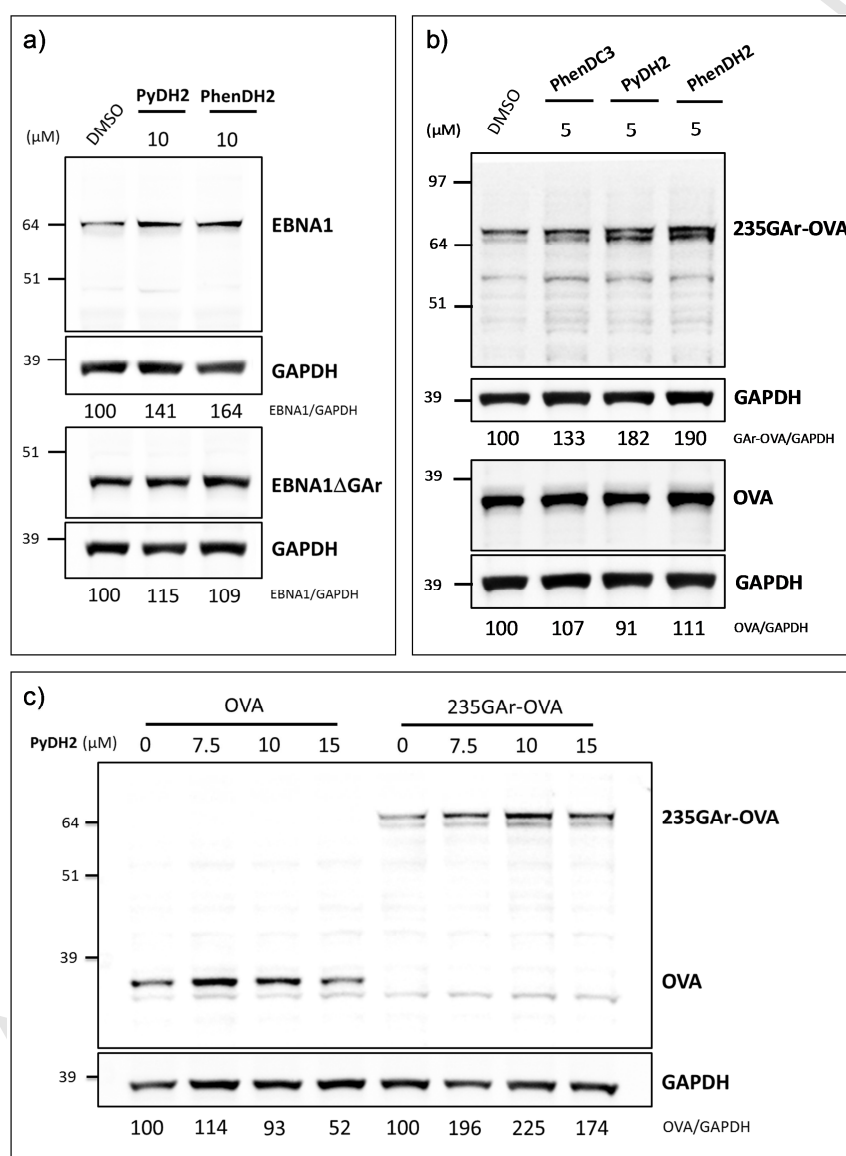 a)
PyDH2 PhenDH2
DMSO
(µM) 10 10
64 EBNA1
51
39 GAPDH
100 141 164 EBNA1/GAPDH
51
EBNA1ΔGAr
39 GAPDH
100 115 109 EBNA1/GAPDH
b)
PhenDC3 PyDH2 PhenDH2
DMSO
(µM) 5 5 5
97
235GAr-OVA
64
51
39 GAPDH
100 133 182 190 GAr-OVA/GAPDH
39
OVA
39 GAPDH
100 107 91 111 OVA/GAPDH
c)
OVA 235GAr-OVA
PyDH2 (µM) 0 7.5 10 15 0 7.5 10 15
64 235GAr-OVA
51
39
OVA
39 GAPDH
100 114 93 52 100 196 225 174 OVA/GAPDH